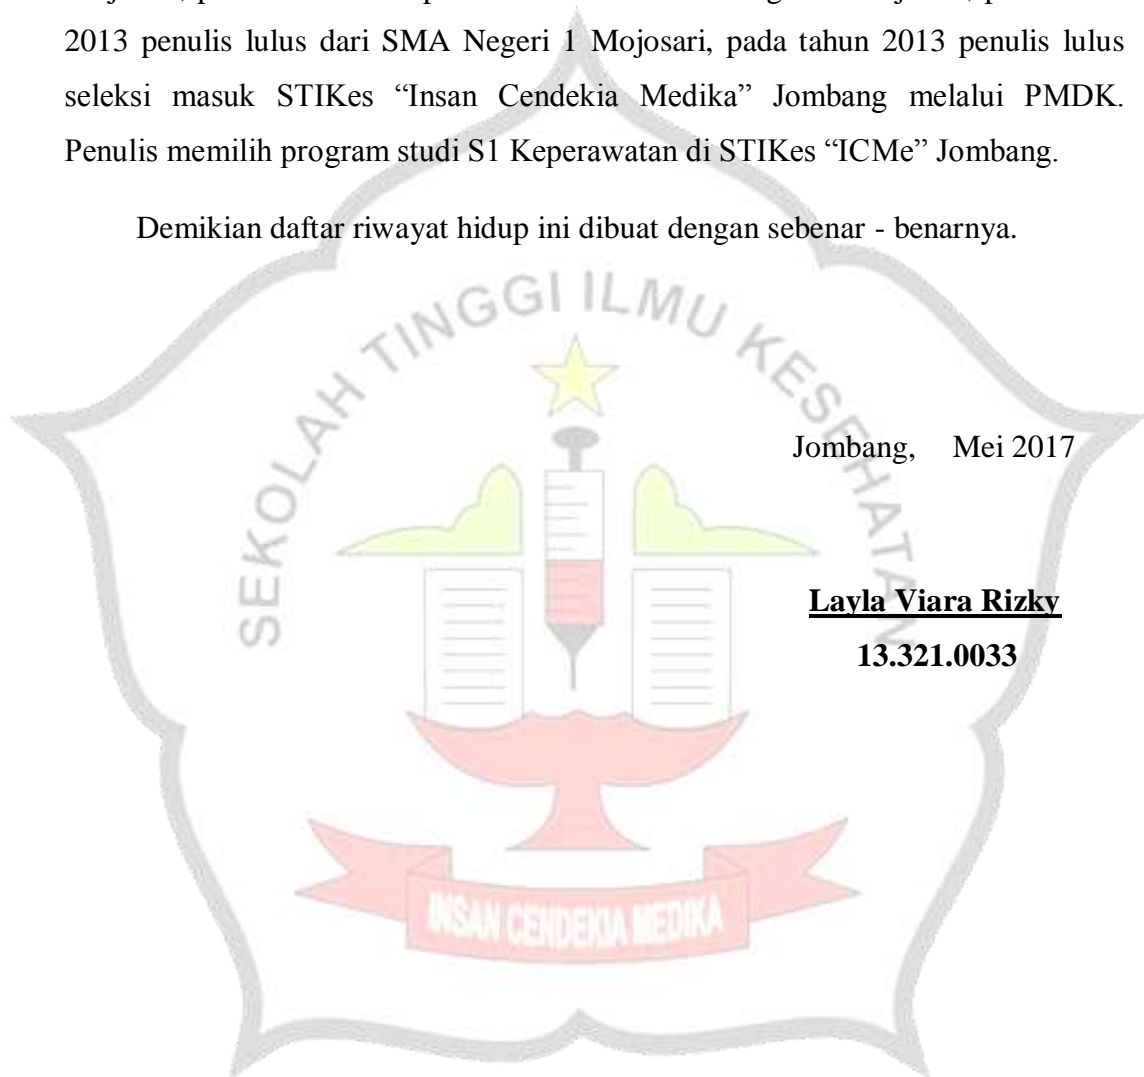 2013 penulis lulus dari SMA Negeri 1 Mojosari, pada tahun 2013 penulis lulus
seleksi masuk STIKes “Insan Cendekia Medika” Jombang melalui PMDK.
Penulis memilih program studi S1 Keperawatan di STIKes “ICMe” Jombang.
Demikian daftar riwayat hidup ini dibuat dengan sebenar - benarnya.
SEKOLAH TINGGI ILMU KESEHATAN
Jombang, Mei 2017
Layla Viara Rizky
13.321.0033
INSAN CENDEKIA MEDIKA